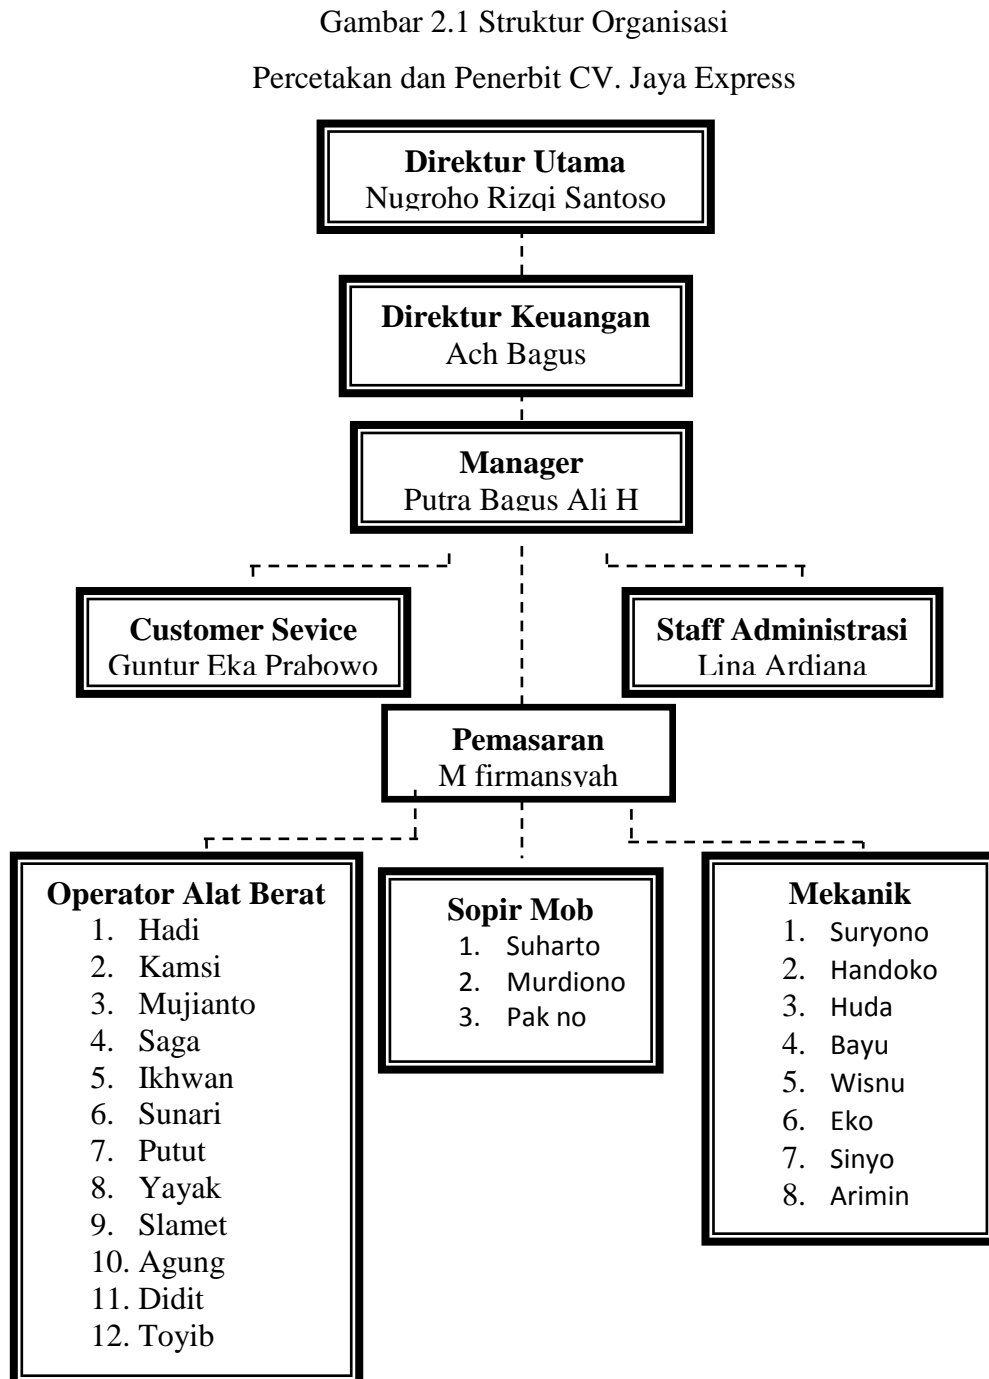 Gambar 2.1 Struktur Organisasi
Percetakan dan Penerbit CV. Jaya Express
Direktur Utama
Nugroho Rizqi Santoso
Direktur Keuangan
Ach Bagus
Manager
Putra Bagus Ali H
Customer Sevice
Guntur Eka Prabowo
Staff Administrasi
Lina Ardiana
Pemasaran
M firmansyah
Operator Alat Berat
1. Hadi
2. Kamsi
3. Mujianto
4. Saga
5. Ikhwan
6. Sunari
7. Putut
8. Yayak
9. Slamet
10. Agung
11. Didit
12. Toyib
Sopir Mob
1. Suharto
2. Murdiono
3. Pak no
Mekanik
1. Suryono
2. Handoko
3. Huda
4. Bayu
5. Wisnu
6. Eko
7. Sinyo
8. Arimin